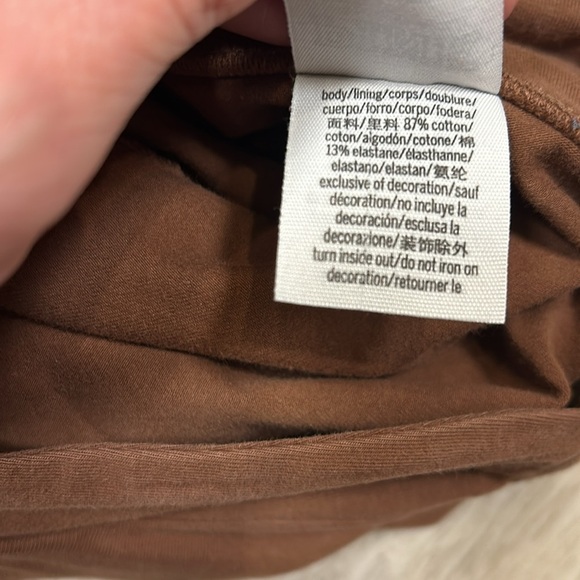 body/lining/corps/doublure/
cuerpo/forro/corpo/fodera/
面料/里料 87% cotton/
coton/algodón/cotone/棉
13% elastane/élasthanne/
elastano/elastan/氨纶
exclusive of decoration/sauf
décoration/no incluye la
decoración/esclusa la
decorazione/装饰除外
turn inside out/do not iron on
decoration/retourner le